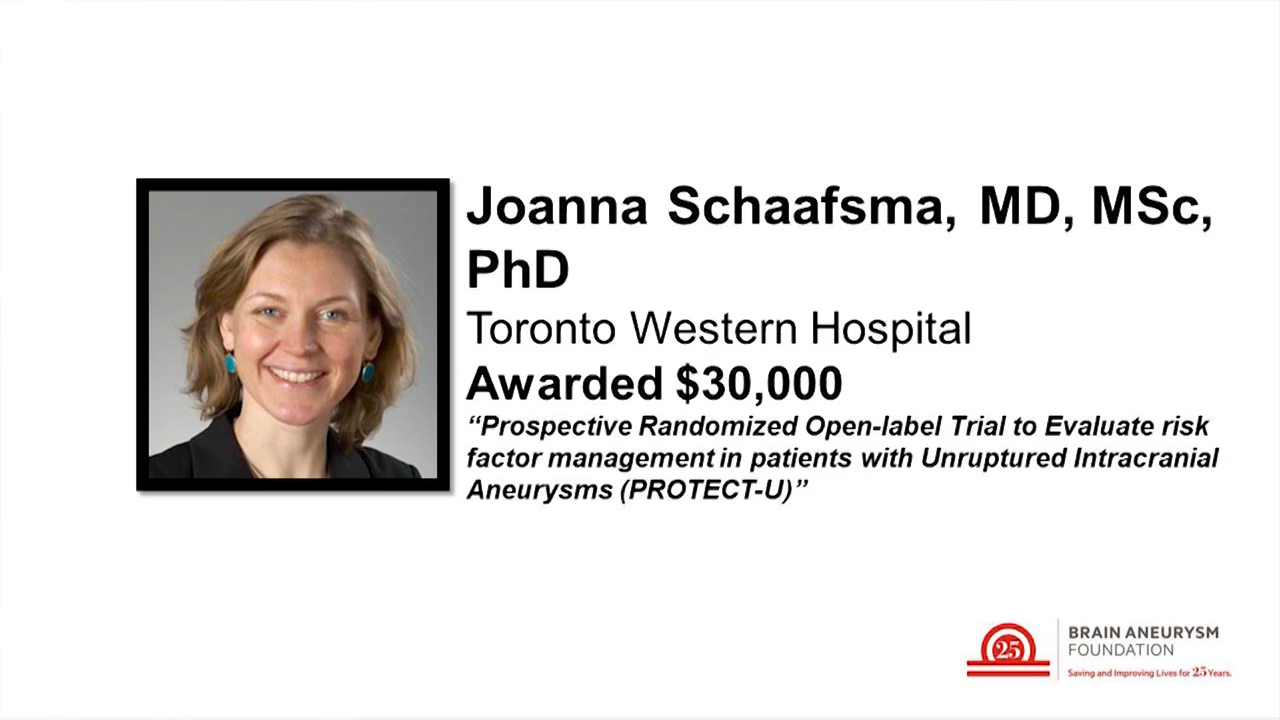 Joanna Schaafsma, MD, MSc,
PhD
Toronto Western Hospital
Awarded $30,000
“Prospective Randomized Open-label Trial to Evaluate risk
factor management in patients with Unruptured Intracranial
Aneurysms (PROTECT-U)”
25
BRAIN ANEURYSM
FOUNDATION
Saving and Improving Lives for 25 Years.